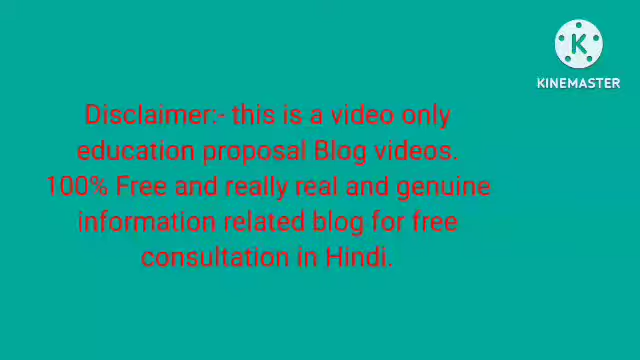 KINEMASTER
Disclaimer:- this is a video only
education proposal Blog videos.
100% Free and really real and genuine
information related blog for free
consultation in Hindi.